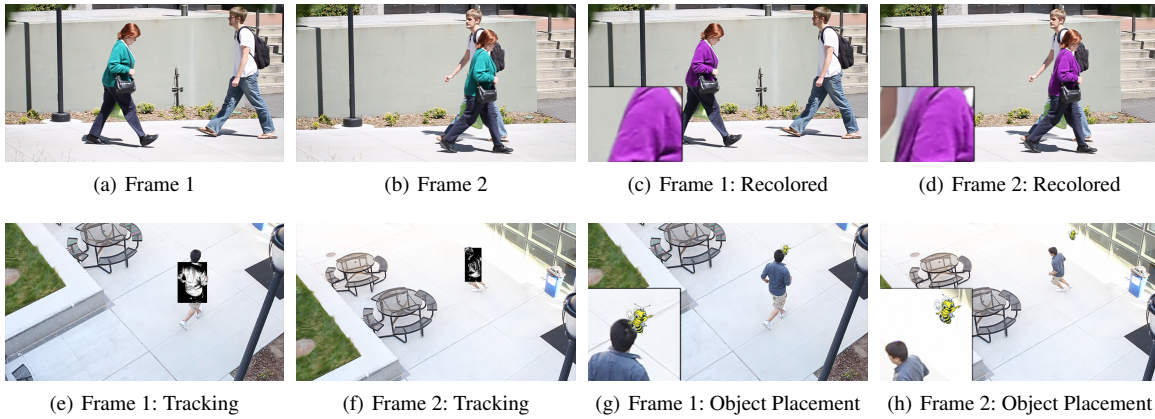 (a) Frame 1
(b) Frame 2
(c) Frame 1: Recolored
(d) Frame 2: Recolored
(e) Frame 1: Tracking
(f) Frame 2: Tracking
(g) Frame 1: Object Placement
(h) Frame 2: Object Placement